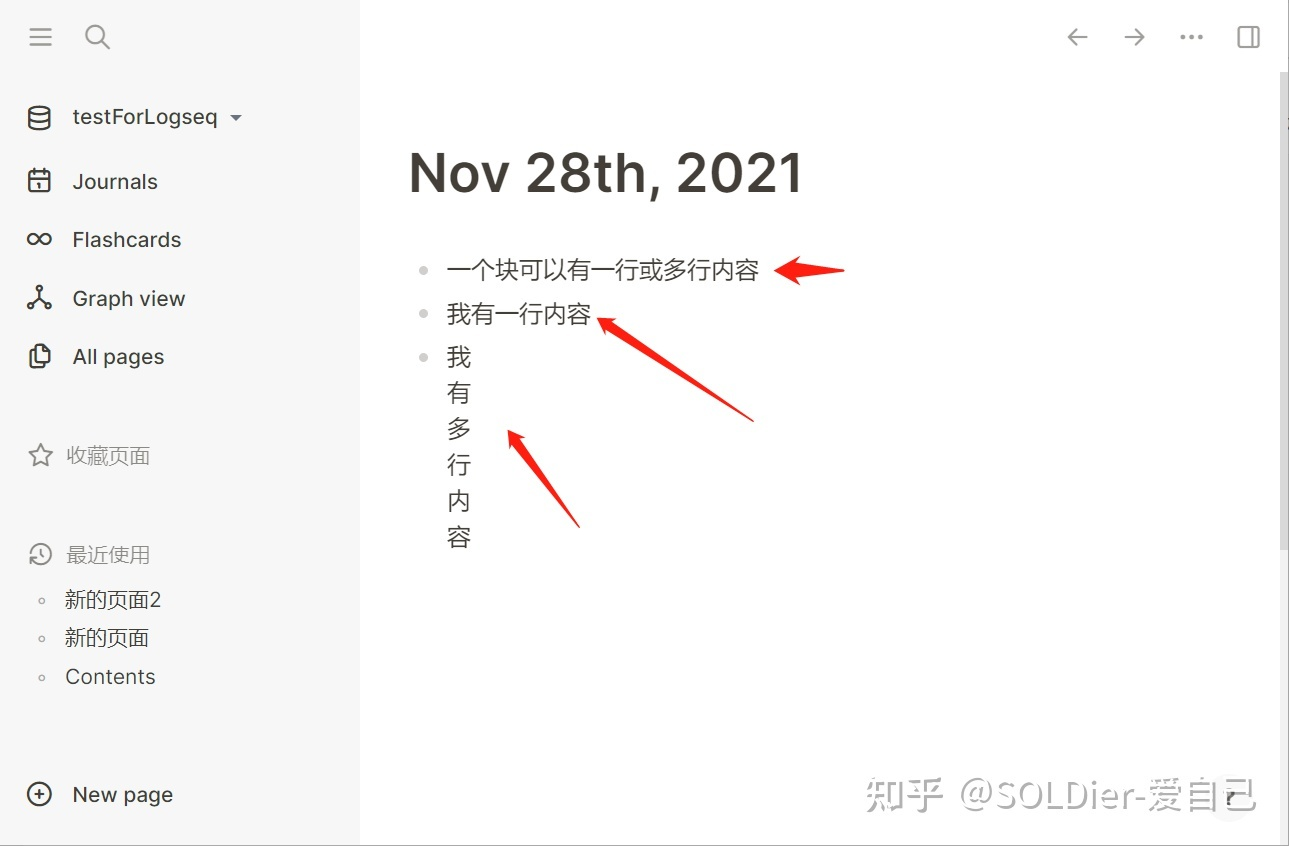 testForLogseq
Journals
Flashcards
Graph view
All pages
收藏页面
最近使用
新的页面2
新的页面
Contents
New page
Nov 28th, 2021
一个块可以有一行或多行内容
我有一行内容
我
有
多
行
内
容
知乎 @SOLDier-爱自己
?